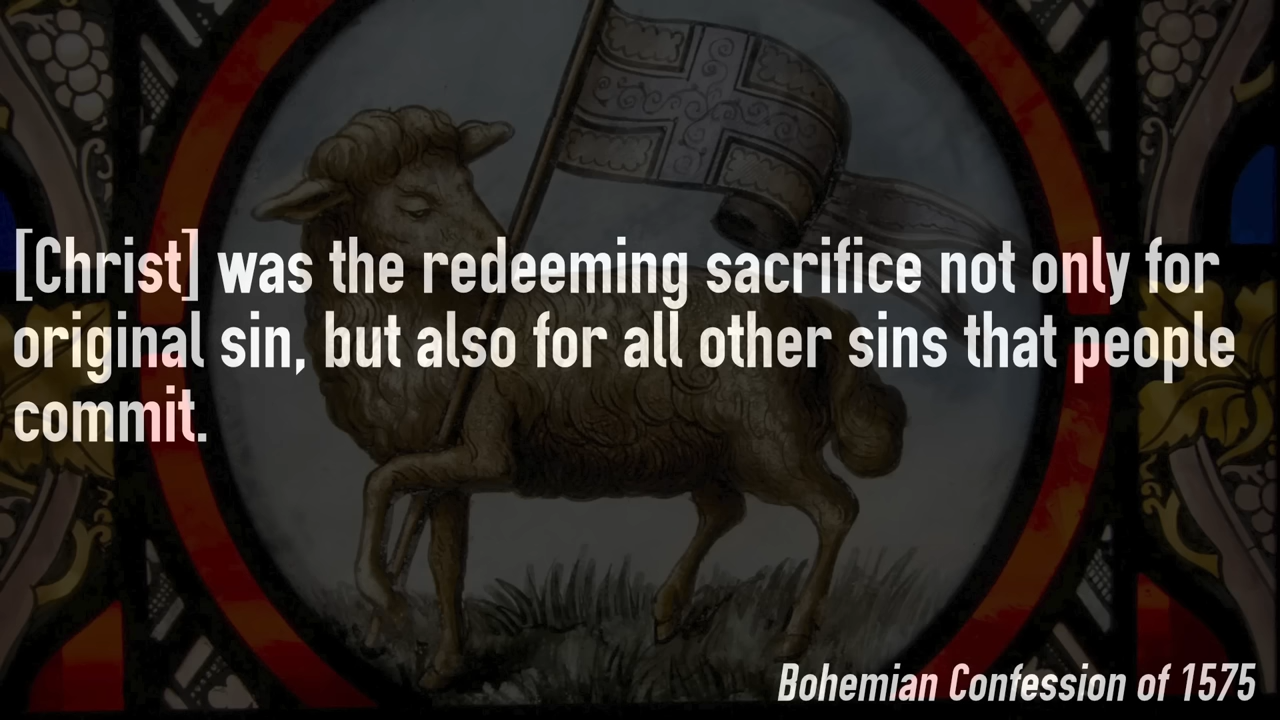 [Christ] was the redeeming sacrifice not only for
original sin, but also for all other sins that people
commit.
Bohemian Confession of 1575